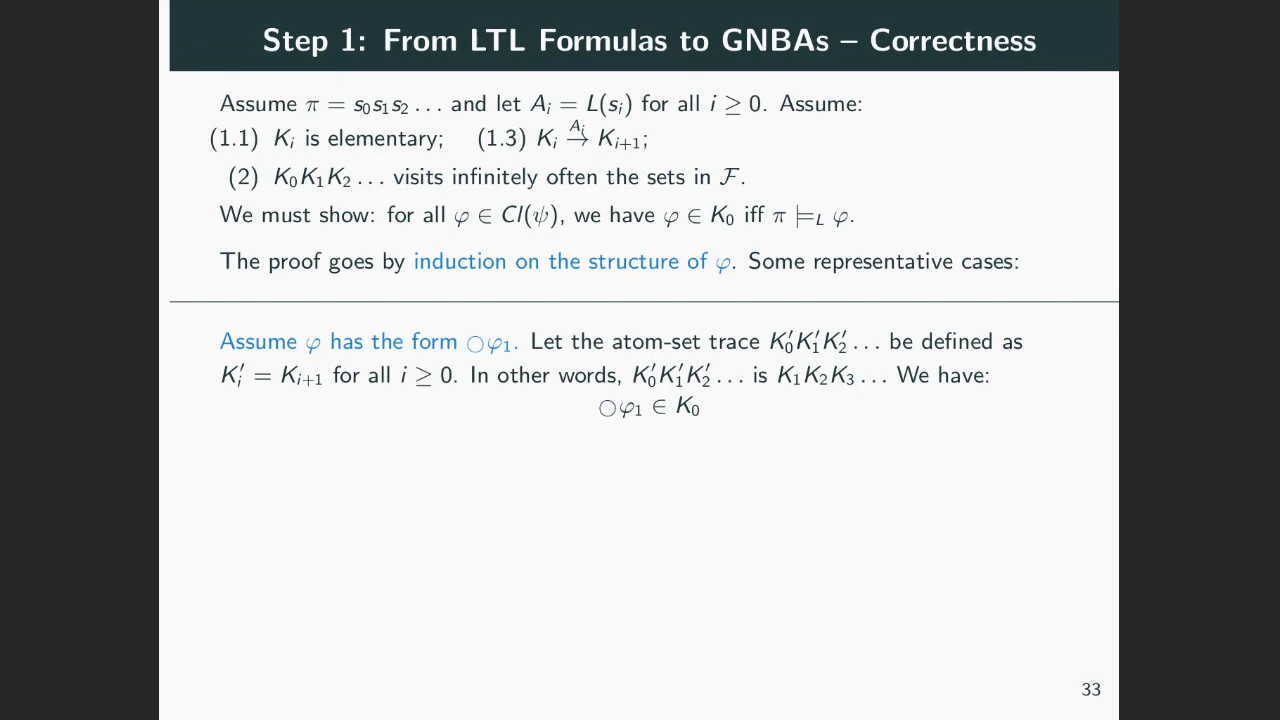 Step 1: From LTL Formulas to GNBAs – Correctness
Assume π = s₀s₁s₂ . . . and let Aᵢ = L(sᵢ) for all i ≥ 0. Assume:
(1.1) Kᵢ is elementary; (1.3) Kᵢ →^{Aᵢ} Kᵢ₊₁;
(2) K₀K₁K₂ . . . visits infinitely often the sets in ℱ.
We must show: for all φ ∈ Cl(ψ), we have φ ∈ K₀ iff π ⊨_L φ.
The proof goes by induction on the structure of φ. Some representative cases:
Assume φ has the form ○φ₁. Let the atom-set trace K′₀K′₁K′₂ . . . be defined as
K′ᵢ = Kᵢ₊₁ for all i ≥ 0. In other words, K′₀K′₁K′₂ . . . is K₁K₂K₃ . . . We have:
○φ₁ ∈ K₀
33